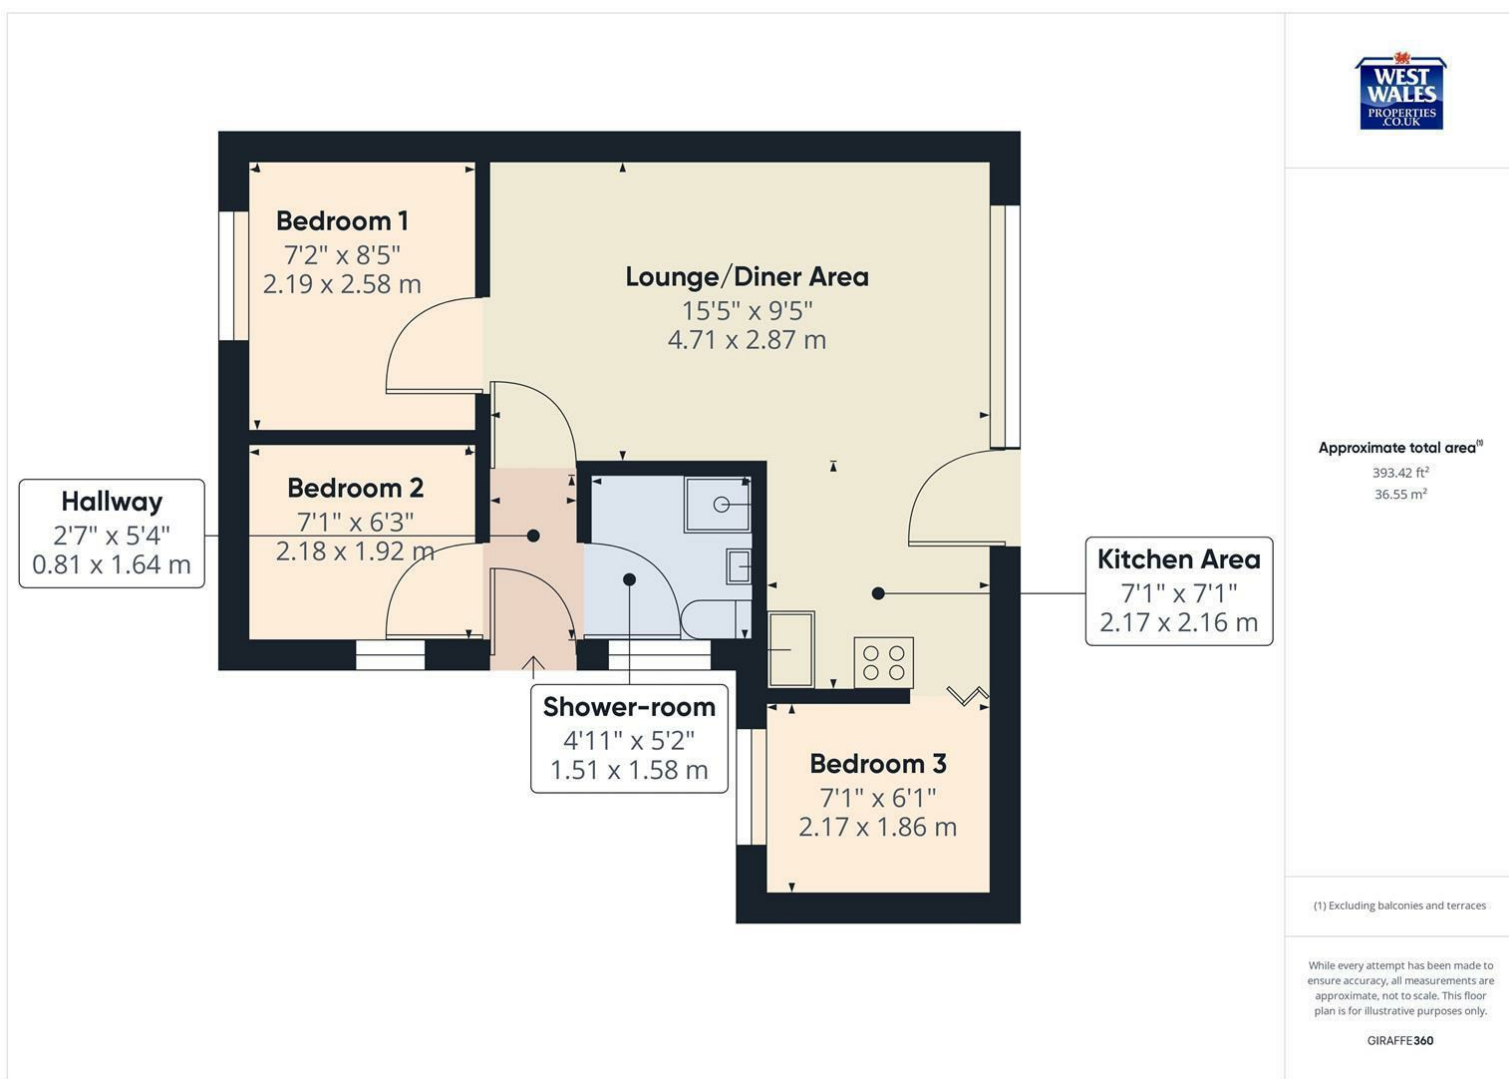 Bedroom 1
7'2" x 8'5"
2.19 x 2.58 m
Lounge/Diner Area
15'5" x 9'5"
4.71 x 2.87 m
Hallway
2'7" x 5'4"
0.81 x 1.64 m
Bedroom 2
7'1" x 6'3"
2.18 x 1.92 m
Kitchen Area
7'1" x 7'1"
2.17 x 2.16 m
Shower-room
4'11" x 5'2"
1.51 x 1.58 m
Bedroom 3
7'1" x 6'1"
2.17 x 1.86 m
WEST
WALES
PROPERTIES
.CO.UK
Approximate total area⁽¹⁾
393.42 ft²
36.55 m²
(1) Excluding balconies and terraces
While every attempt has been made to
ensure accuracy, all measurements are
approximate, not to scale. This floor
plan is for illustrative purposes only.
GIRAFFE360